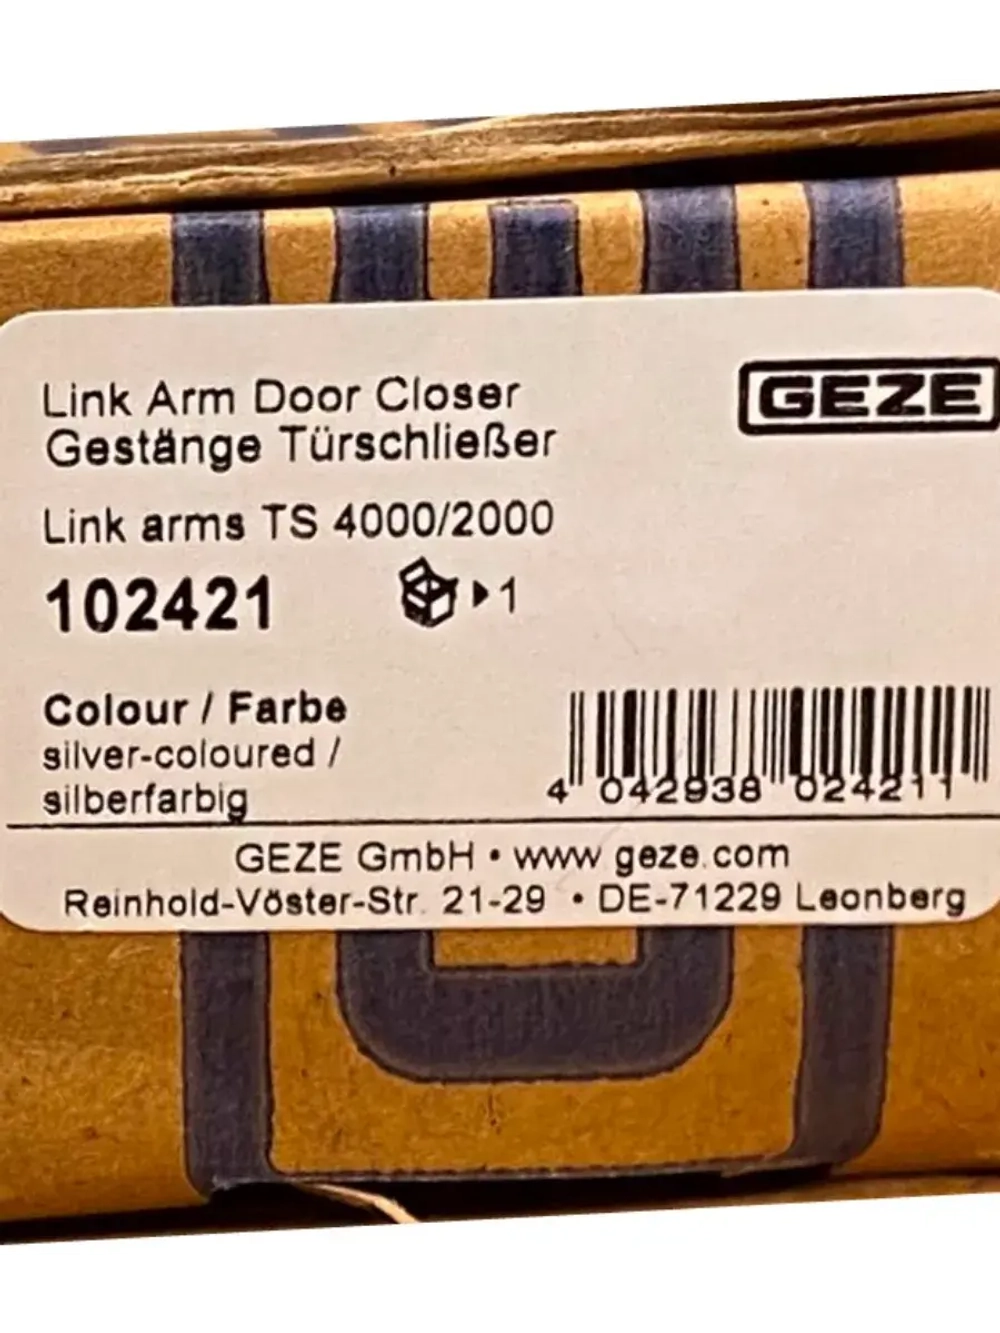 Link Arm Door Closer
Gestänge Türschließer
GEZE
Link arms TS 4000/2000
102421
1
Colour / Farbe
silver-coloured /
silberfarbig
4 042938 024211
GEZE GmbH • www.geze.com
Reinhold-Vöster-Str. 21-29 • DE-71229 Leonberg